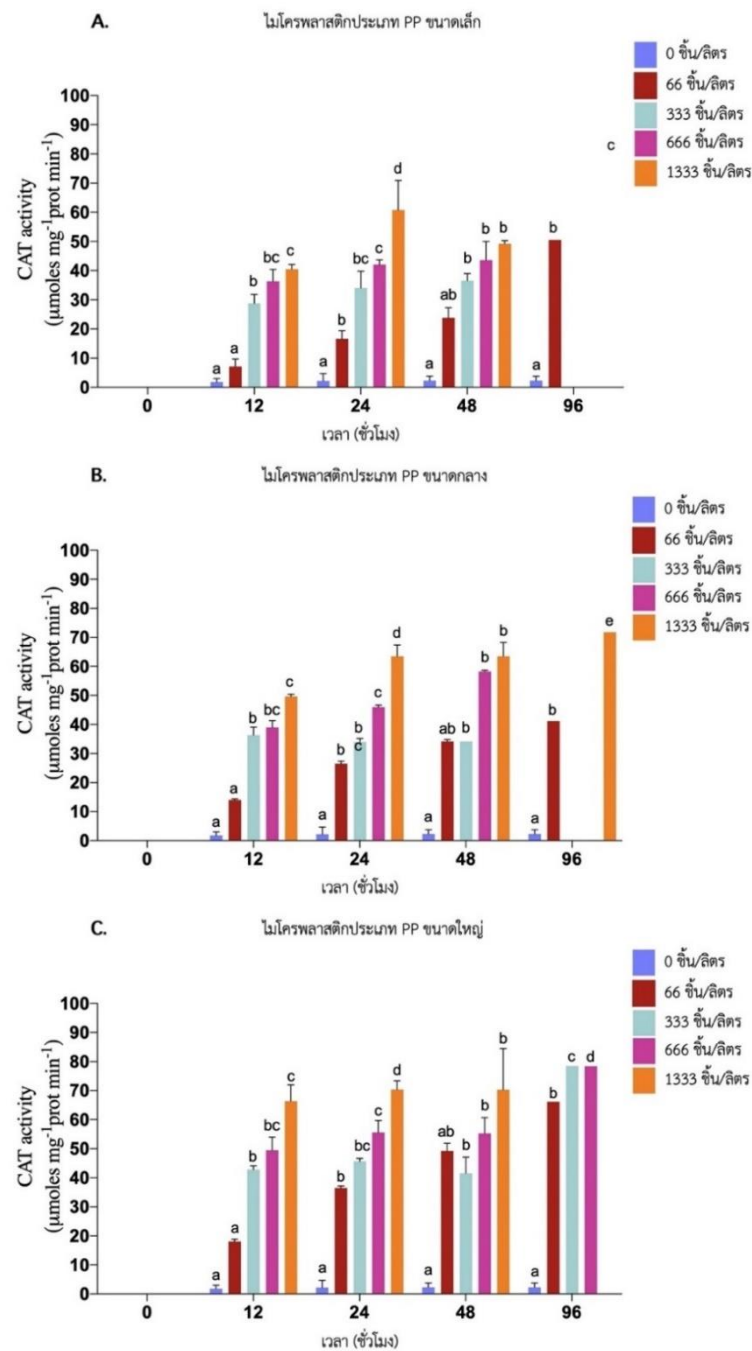 A.
ไมโครพลาสติกประเภท PP ขนาดเล็ก
0 ชิ้น/ลิตร
66 ชิ้น/ลิตร
333 ชิ้น/ลิตร
666 ชิ้น/ลิตร
1333 ชิ้น/ลิตร
c
CAT activity
(µmoles mg-1prot min-1)
100
90
80
70
60
50
40
30
20
10
0
a a b bc c
a b bc c d
a ab b b b
a b
0 12 24 48 96
เวลา (ชั่วโมง)
B.
ไมโครพลาสติกประเภท PP ขนาดกลาง
0 ชิ้น/ลิตร
66 ชิ้น/ลิตร
333 ชิ้น/ลิตร
666 ชิ้น/ลิตร
1333 ชิ้น/ลิตร
CAT activity
(µmoles mg-1prot min-1)
100
90
80
70
60
50
40
30
20
10
0
a a b bc c
a b b c c d
a ab b b b
a b e
0 12 24 48 96
เวลา (ชั่วโมง)
C.
ไมโครพลาสติกประเภท PP ขนาดใหญ่
0 ชิ้น/ลิตร
66 ชิ้น/ลิตร
333 ชิ้น/ลิตร
666 ชิ้น/ลิตร
1333 ชิ้น/ลิตร
CAT activity
(µmoles mg-1prot min-1)
100
90
80
70
60
50
40
30
20
10
0
a a b bc c
a b bc c d
a ab b b b
a b c d
0 12 24 48 96
เวลา (ชั่วโมง)